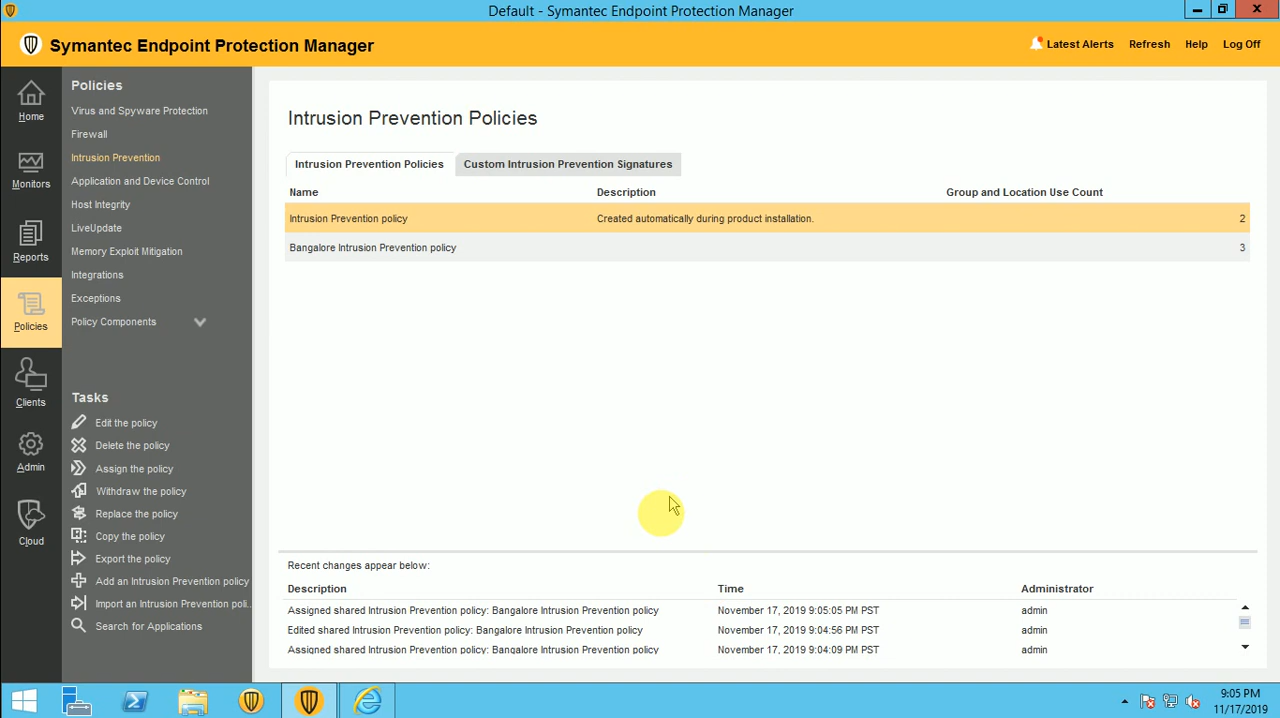 Default - Symantec Endpoint Protection Manager
Symantec Endpoint Protection Manager
Latest Alerts Refresh Help Log Off
Home
Monitors
Reports
Policies
Clients
Admin
Cloud
Policies
Virus and Spyware Protection
Firewall
Intrusion Prevention
Application and Device Control
Host Integrity
LiveUpdate
Memory Exploit Mitigation
Integrations
Exceptions
Policy Components
Tasks
Edit the policy
Delete the policy
Assign the policy
Withdraw the policy
Replace the policy
Copy the policy
Export the policy
Add an Intrusion Prevention policy
Import an Intrusion Prevention poli...
Search for Applications
Intrusion Prevention Policies
Intrusion Prevention Policies Custom Intrusion Prevention Signatures
Name Description Group and Location Use Count
Intrusion Prevention policy Created automatically during product installation. 2
Bangalore Intrusion Prevention policy 3
Recent changes appear below:
Description Time Administrator
Assigned shared Intrusion Prevention policy: Bangalore Intrusion Prevention policy November 17, 2019 9:05:05 PM PST admin
Edited shared Intrusion Prevention policy: Bangalore Intrusion Prevention policy November 17, 2019 9:04:56 PM PST admin
Assigned shared Intrusion Prevention policy: Bangalore Intrusion Prevention policy November 17, 2019 9:04:09 PM PST admin
9:05 PM
11/17/2019